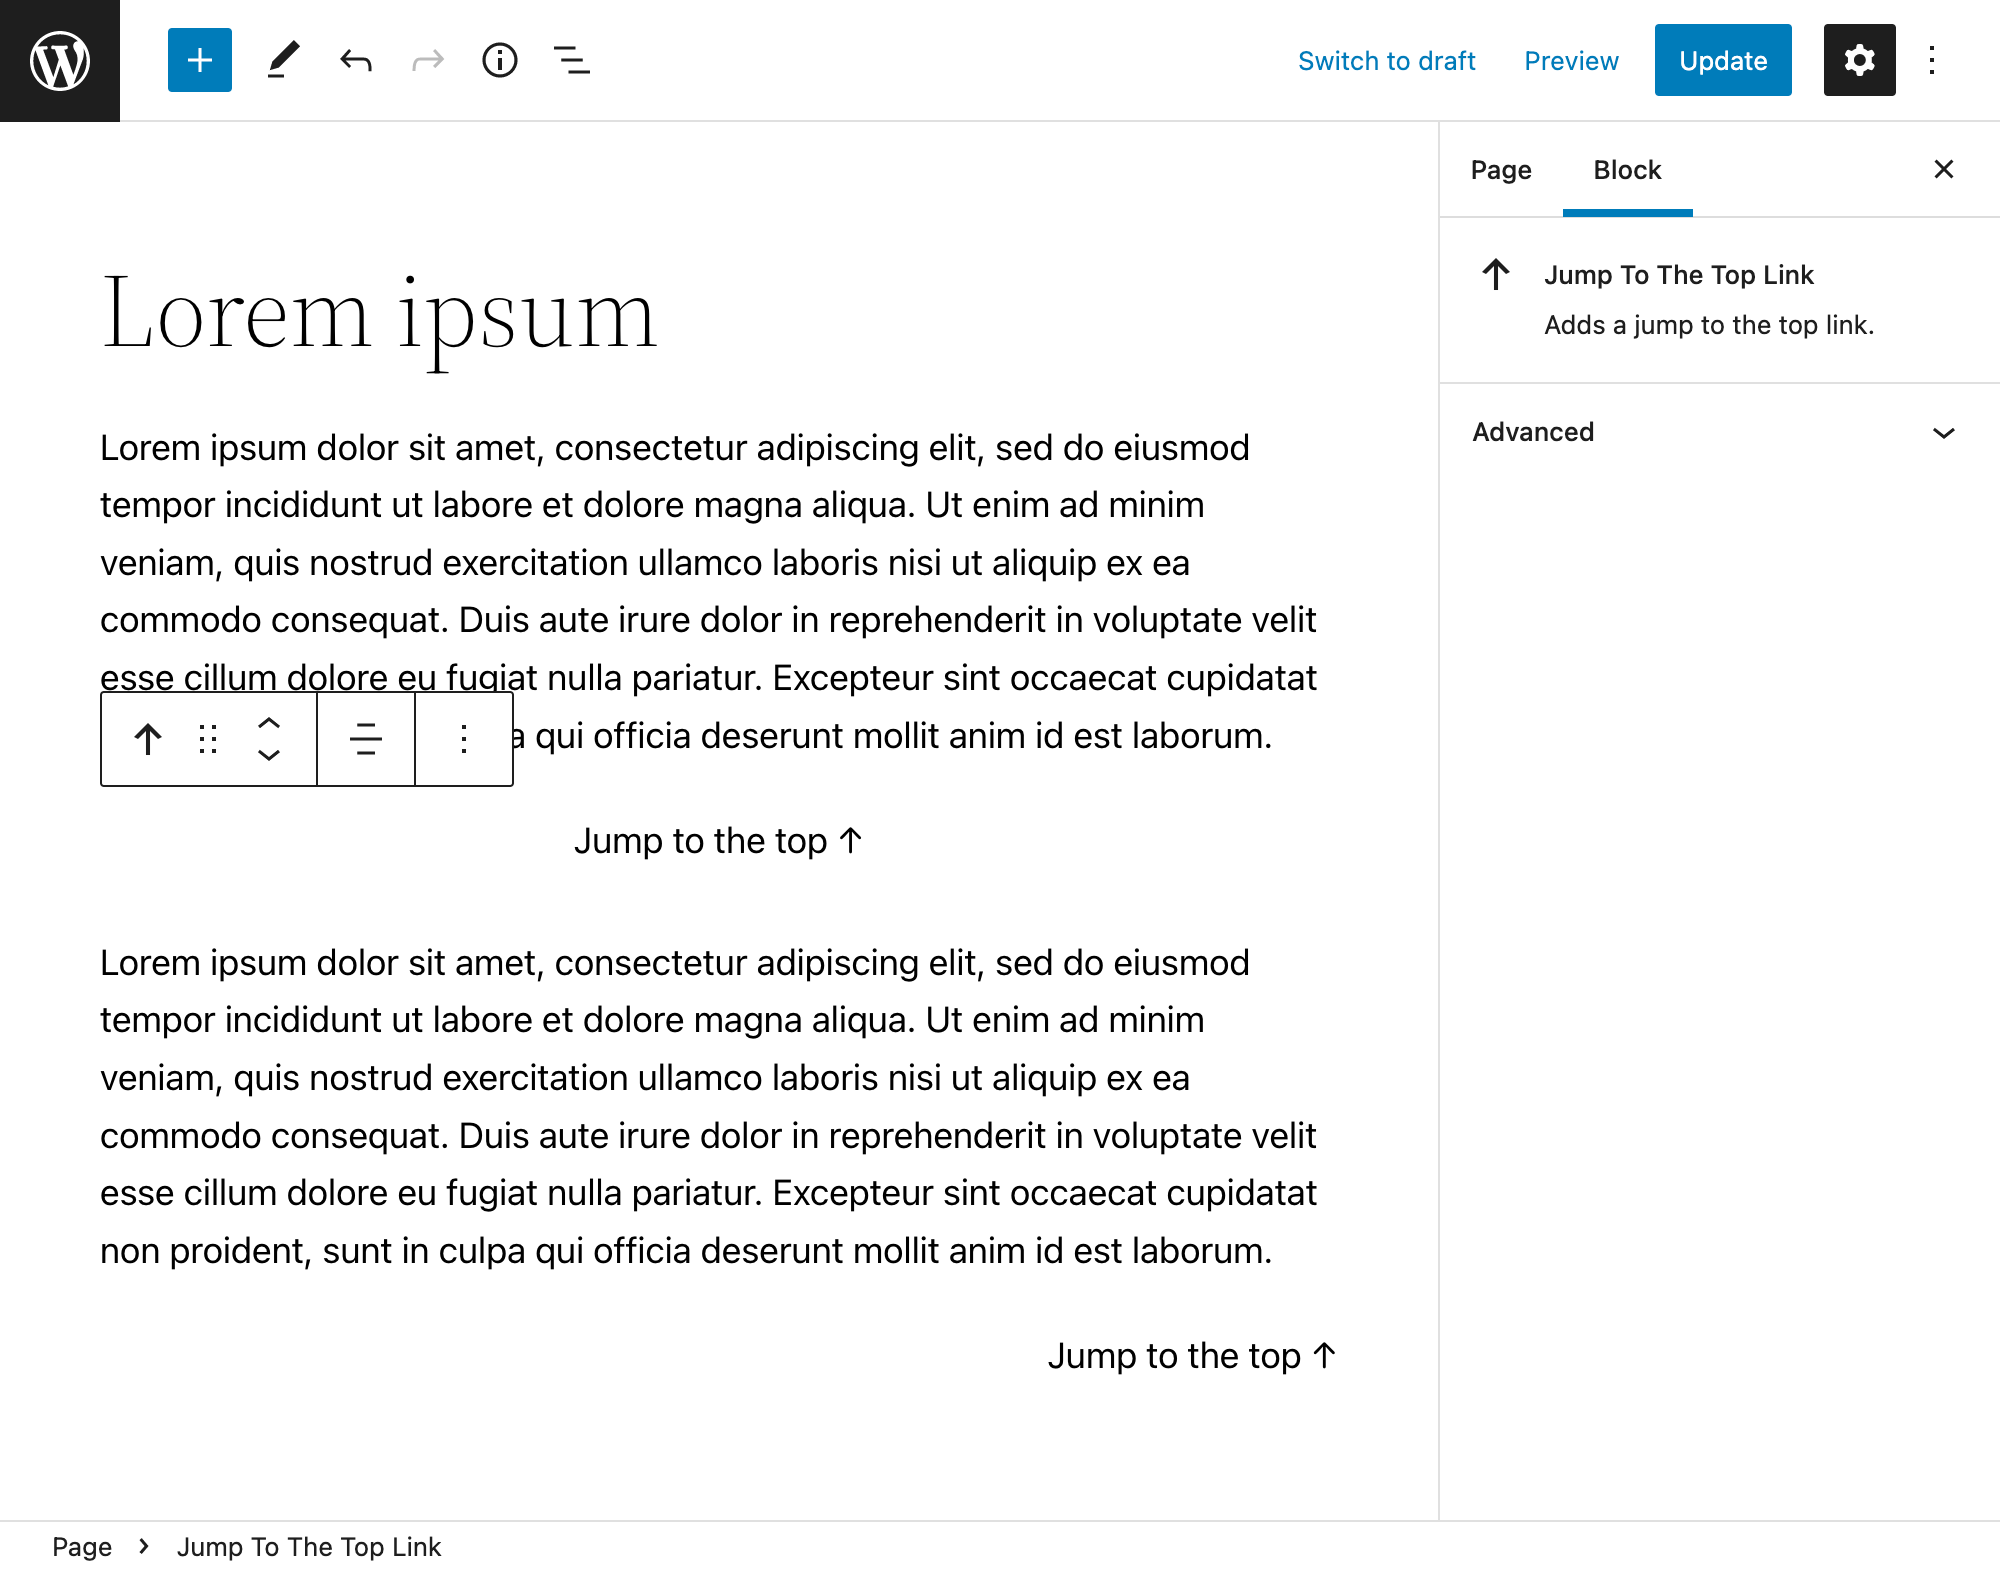 Switch to draft Preview Update
Page Block
Jump To The Top Link
Adds a jump to the top link.
Advanced
Lorem ipsum
Lorem ipsum dolor sit amet, consectetur adipiscing elit, sed do eiusmod
tempor incididunt ut labore et dolore magna aliqua. Ut enim ad minim
veniam, quis nostrud exercitation ullamco laboris nisi ut aliquip ex ea
commodo consequat. Duis aute irure dolor in reprehenderit in voluptate velit
esse cillum dolore eu fugiat nulla pariatur. Excepteur sint occaecat cupidatat
a qui officia deserunt mollit anim id est laborum.
Jump to the top ↑
Lorem ipsum dolor sit amet, consectetur adipiscing elit, sed do eiusmod
tempor incididunt ut labore et dolore magna aliqua. Ut enim ad minim
veniam, quis nostrud exercitation ullamco laboris nisi ut aliquip ex ea
commodo consequat. Duis aute irure dolor in reprehenderit in voluptate velit
esse cillum dolore eu fugiat nulla pariatur. Excepteur sint occaecat cupidatat
non proident, sunt in culpa qui officia deserunt mollit anim id est laborum.
Jump to the top ↑
Page › Jump To The Top Link